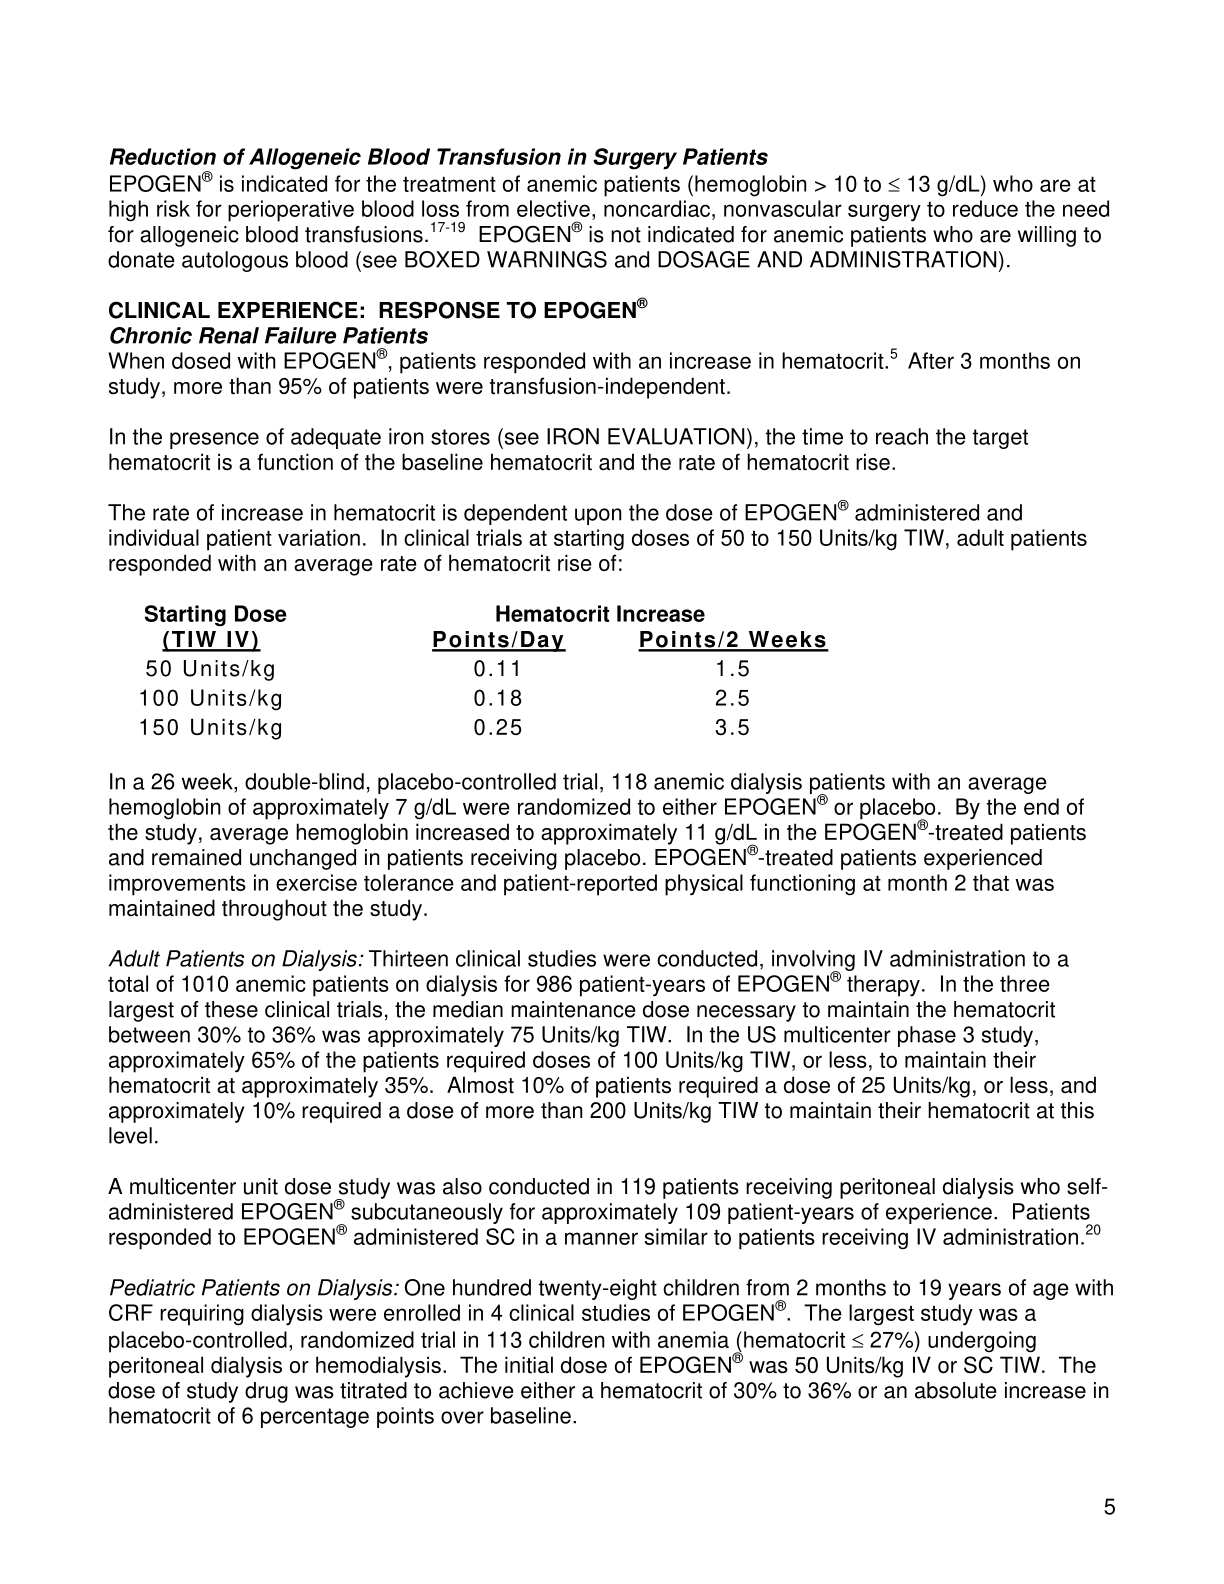 Reduction of Allogeneic Blood Transfusion in Surgery Patients
EPOGEN® is indicated for the treatment of anemic patients (hemoglobin > 10 to ≤ 13 g/dL) who are at
high risk for perioperative blood loss from elective, noncardiac, nonvascular surgery to reduce the need
for allogeneic blood transfusions.17-19 EPOGEN® is not indicated for anemic patients who are willing to
donate autologous blood (see BOXED WARNINGS and DOSAGE AND ADMINISTRATION).
CLINICAL EXPERIENCE: RESPONSE TO EPOGEN®
Chronic Renal Failure Patients
When dosed with EPOGEN®, patients responded with an increase in hematocrit.5 After 3 months on
study, more than 95% of patients were transfusion-independent.
In the presence of adequate iron stores (see IRON EVALUATION), the time to reach the target
hematocrit is a function of the baseline hematocrit and the rate of hematocrit rise.
The rate of increase in hematocrit is dependent upon the dose of EPOGEN® administered and
individual patient variation. In clinical trials at starting doses of 50 to 150 Units/kg TIW, adult patients
responded with an average rate of hematocrit rise of:
Starting Dose Hematocrit Increase
(TIW IV) Points/Day Points/2 Weeks
50 Units/kg 0.11 1.5
100 Units/kg 0.18 2.5
150 Units/kg 0.25 3.5
In a 26 week, double-blind, placebo-controlled trial, 118 anemic dialysis patients with an average
hemoglobin of approximately 7 g/dL were randomized to either EPOGEN® or placebo. By the end of
the study, average hemoglobin increased to approximately 11 g/dL in the EPOGEN®-treated patients
and remained unchanged in patients receiving placebo. EPOGEN®-treated patients experienced
improvements in exercise tolerance and patient-reported physical functioning at month 2 that was
maintained throughout the study.
Adult Patients on Dialysis: Thirteen clinical studies were conducted, involving IV administration to a
total of 1010 anemic patients on dialysis for 986 patient-years of EPOGEN® therapy. In the three
largest of these clinical trials, the median maintenance dose necessary to maintain the hematocrit
between 30% to 36% was approximately 75 Units/kg TIW. In the US multicenter phase 3 study,
approximately 65% of the patients required doses of 100 Units/kg TIW, or less, to maintain their
hematocrit at approximately 35%. Almost 10% of patients required a dose of 25 Units/kg, or less, and
approximately 10% required a dose of more than 200 Units/kg TIW to maintain their hematocrit at this
level.
A multicenter unit dose study was also conducted in 119 patients receiving peritoneal dialysis who self-
administered EPOGEN® subcutaneously for approximately 109 patient-years of experience. Patients
responded to EPOGEN® administered SC in a manner similar to patients receiving IV administration.20
Pediatric Patients on Dialysis: One hundred twenty-eight children from 2 months to 19 years of age with
CRF requiring dialysis were enrolled in 4 clinical studies of EPOGEN®. The largest study was a
placebo-controlled, randomized trial in 113 children with anemia (hematocrit ≤ 27%) undergoing
peritoneal dialysis or hemodialysis. The initial dose of EPOGEN® was 50 Units/kg IV or SC TIW. The
dose of study drug was titrated to achieve either a hematocrit of 30% to 36% or an absolute increase in
hematocrit of 6 percentage points over baseline.
5